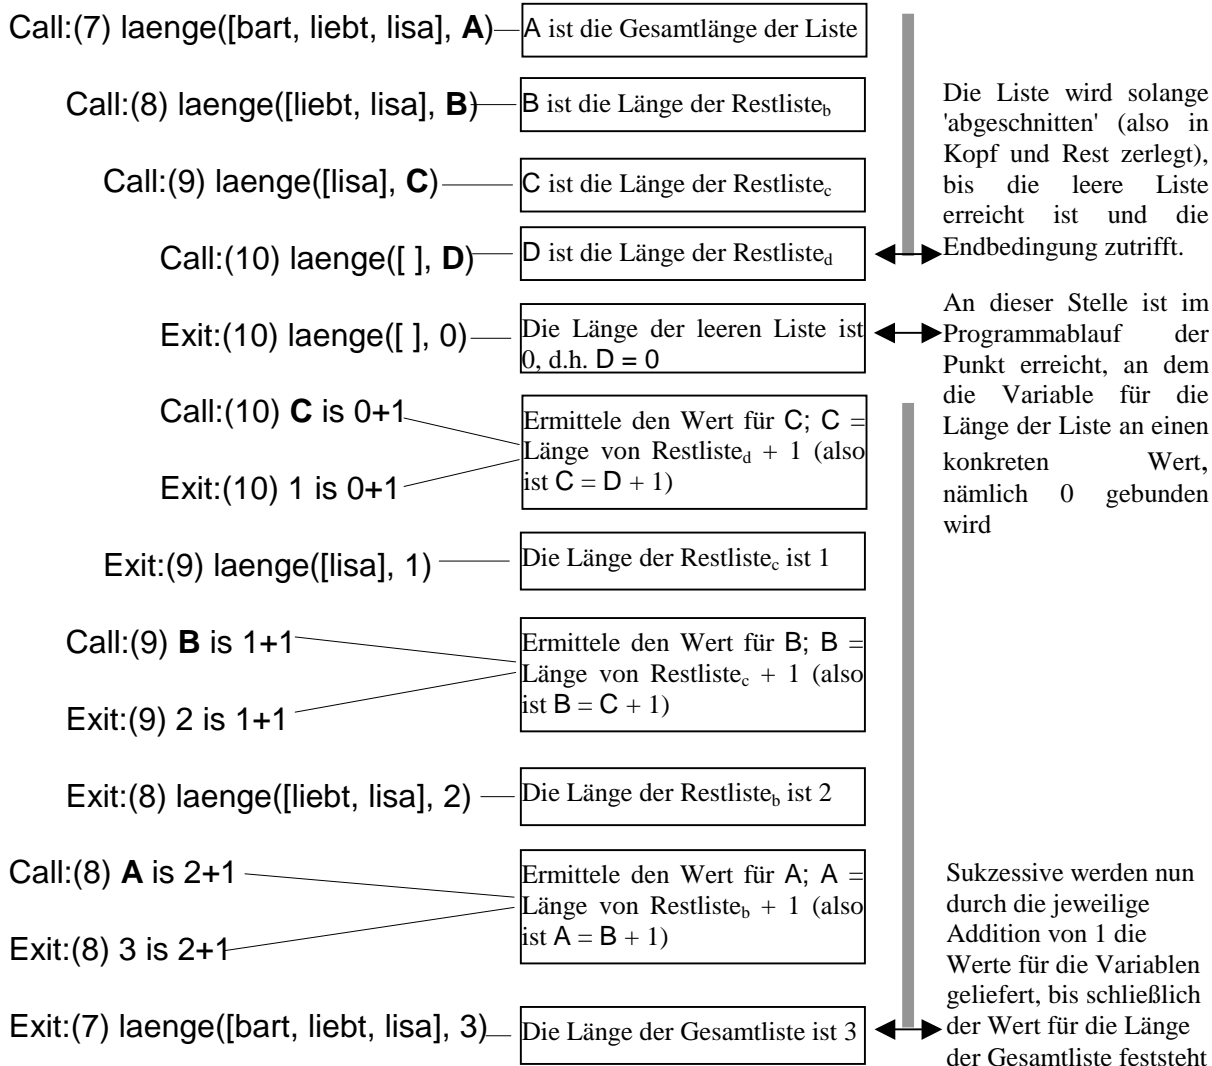 Call:(7) laenge([bart, liebt, lisa], A)
A ist die Gesamtlänge der Liste
Call:(8) laenge([liebt, lisa], B)
B ist die Länge der Restliste_b
Call:(9) laenge([lisa], C)
C ist die Länge der Restliste_c
Call:(10) laenge([ ], D)
D ist die Länge der Restliste_d
Die Liste wird solange
'abgeschnitten' (also in
Kopf und Rest zerlegt),
bis die leere Liste
erreicht ist und die
Endbedingung zutrifft.
Exit:(10) laenge([ ], 0)
Die Länge der leeren Liste ist
0, d.h. D = 0
An dieser Stelle ist im
Programmablauf der
Punkt erreicht, an dem
die Variable für die
Länge der Liste an einen
konkreten Wert,
nämlich 0 gebunden
wird
Call:(10) C is 0+1
Exit:(10) 1 is 0+1
Ermittele den Wert für C; C =
Länge von Restliste_d + 1 (also
ist C = D + 1)
Exit:(9) laenge([lisa], 1)
Die Länge der Restliste_c ist 1
Call:(9) B is 1+1
Exit:(9) 2 is 1+1
Ermittele den Wert für B; B =
Länge von Restliste_c + 1 (also
ist B = C + 1)
Exit:(8) laenge([liebt, lisa], 2)
Die Länge der Restliste_b ist 2
Call:(8) A is 2+1
Exit:(8) 3 is 2+1
Ermittele den Wert für A; A =
Länge von Restliste_b + 1 (also
ist A = B + 1)
Exit:(7) laenge([bart, liebt, lisa], 3)
Die Länge der Gesamtliste ist 3
Sukzessive werden nun
durch die jeweilige
Addition von 1 die
Werte für die Variablen
geliefert, bis schließlich
der Wert für die Länge
der Gesamtliste feststeht